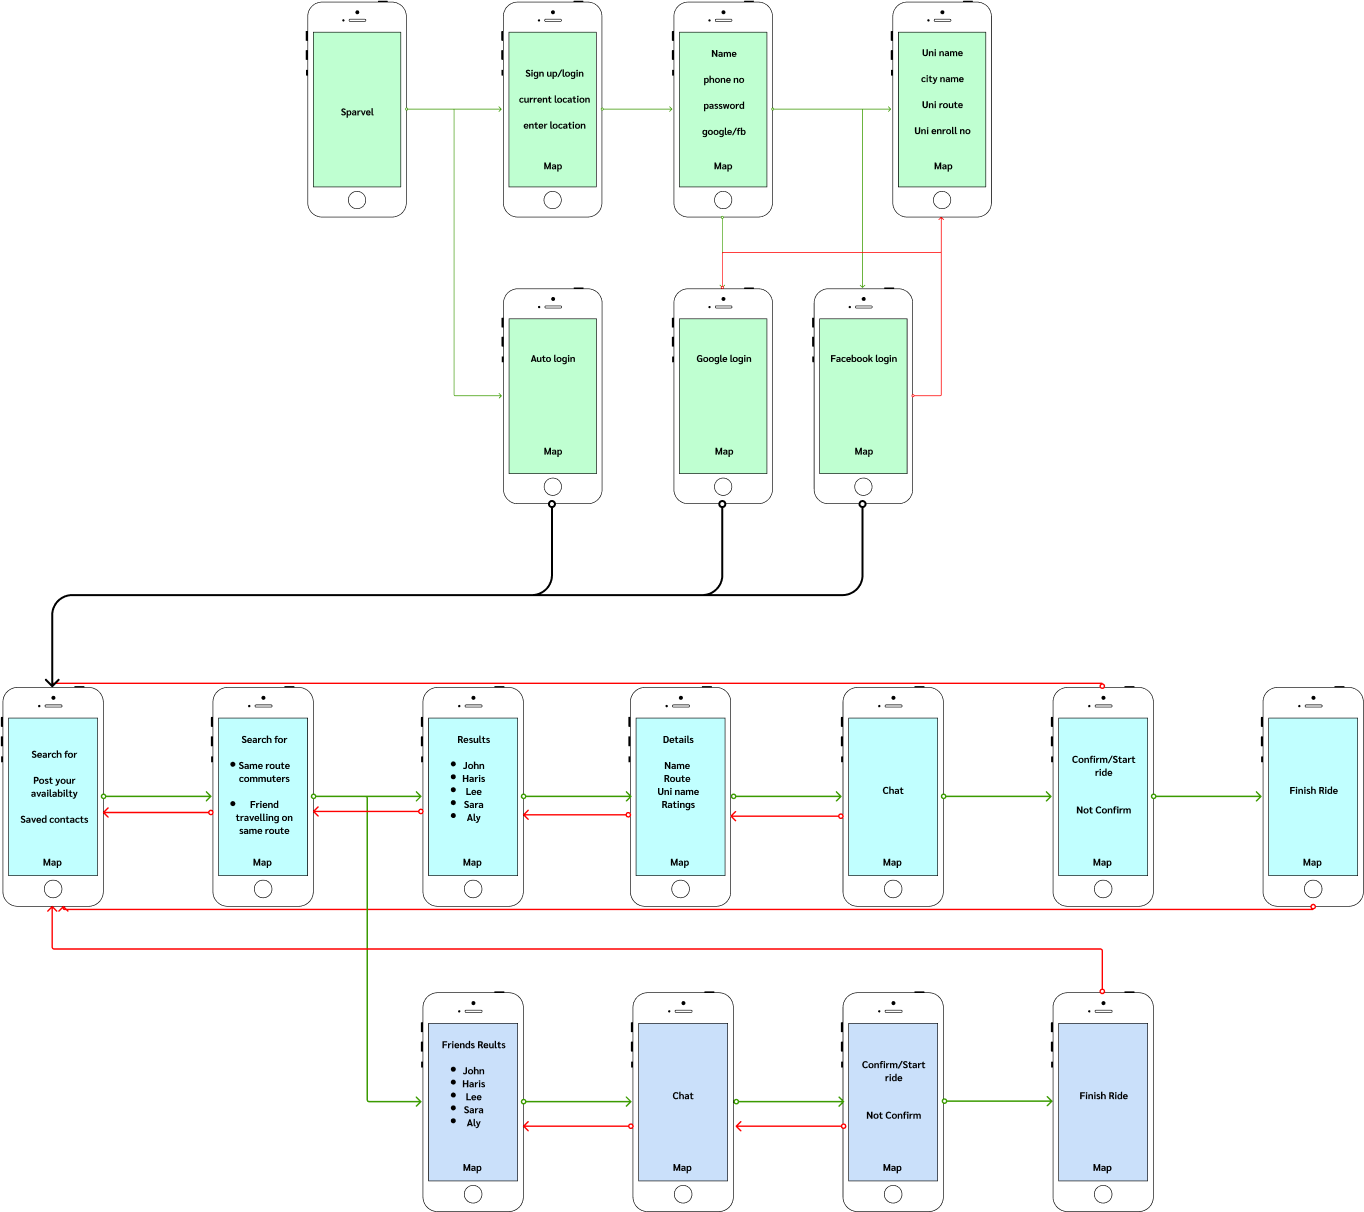 Sparvel
Sign up/login
current location
enter location
Map
Name
phone no
password
google/fb
Map
Uni name
city name
Uni route
Uni enroll no
Map
Auto login
Map
Google login
Map
Facebook login
Map
Search for
Post your
availabilty
Saved contacts
Map
Search for
• Same route
commuters
• Friend
travelling on
same route
Map
Results
• John
• Haris
• Lee
• Sara
• Aly
Map
Details
Name
Route
Uni name
Ratings
Map
Chat
Map
Confirm/Start
ride
Not Confirm
Map
Finish Ride
Map
Friends Reults
• John
• Haris
• Lee
• Sara
• Aly
Map
Chat
Map
Confirm/Start
ride
Not Confirm
Map
Finish Ride
Map